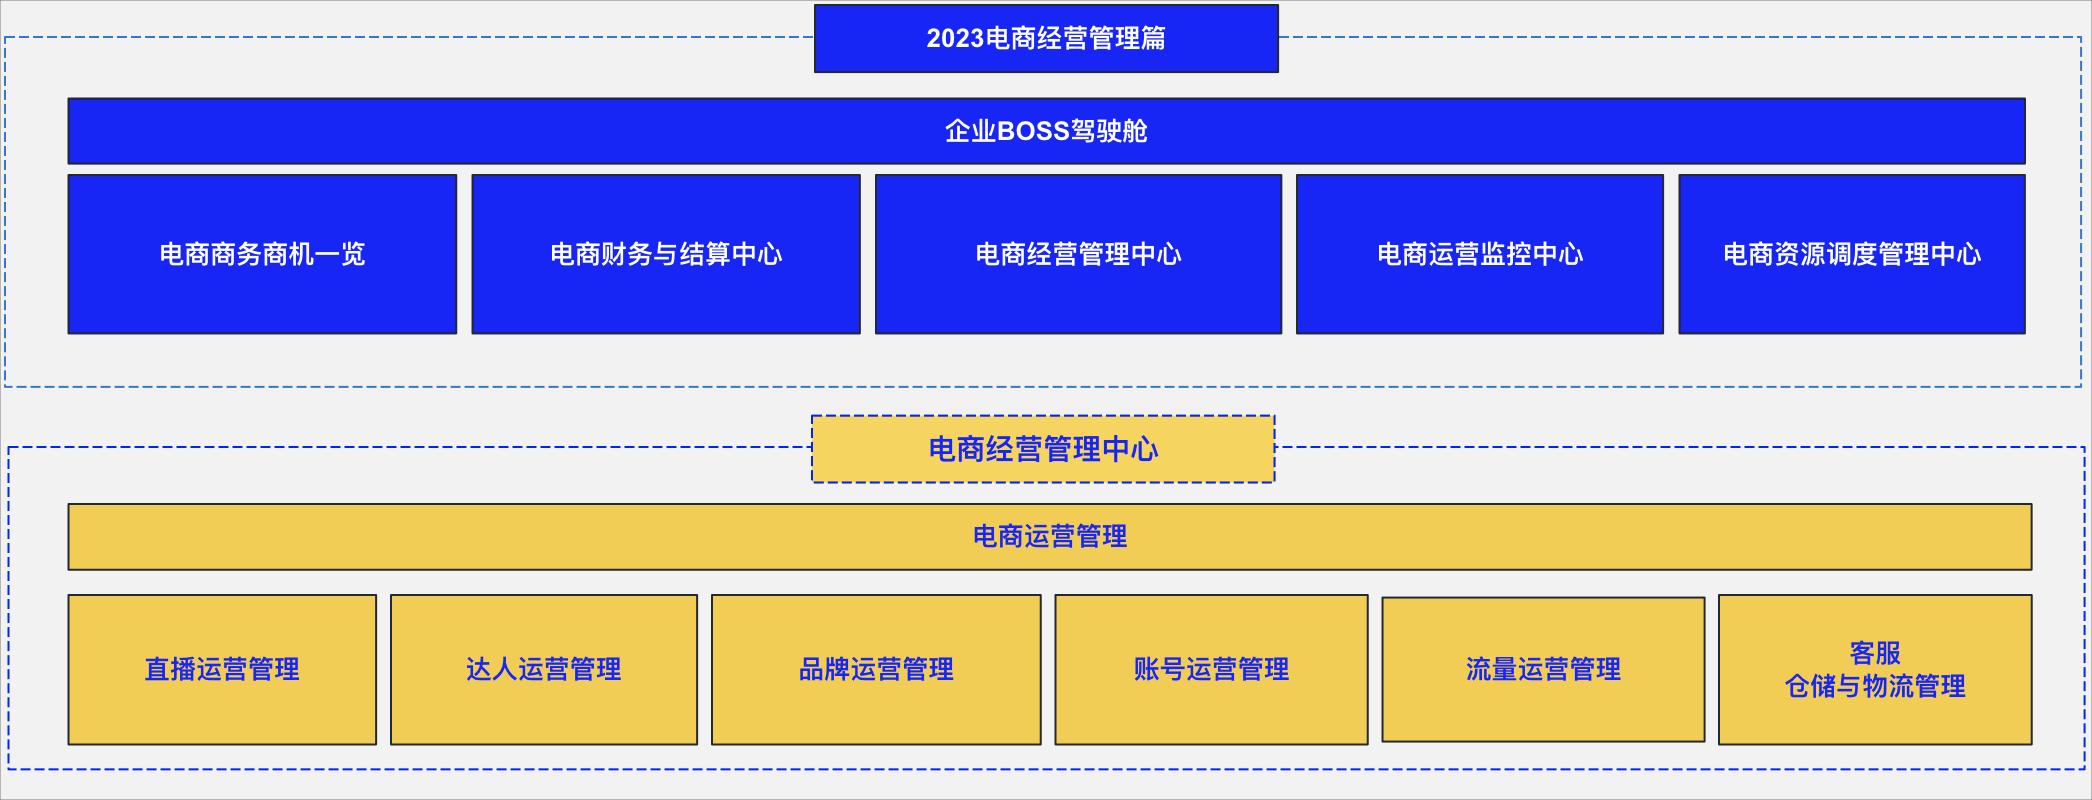 2023电商经营管理篇
企业BOSS驾驶舱
电商商务商机一览
电商财务与结算中心
电商经营管理中心
电商运营监控中心
电商资源调度管理中心
电商经营管理中心
电商运营管理
直播运营管理
达人运营管理
品牌运营管理
账号运营管理
流量运营管理
客服
仓储与物流管理